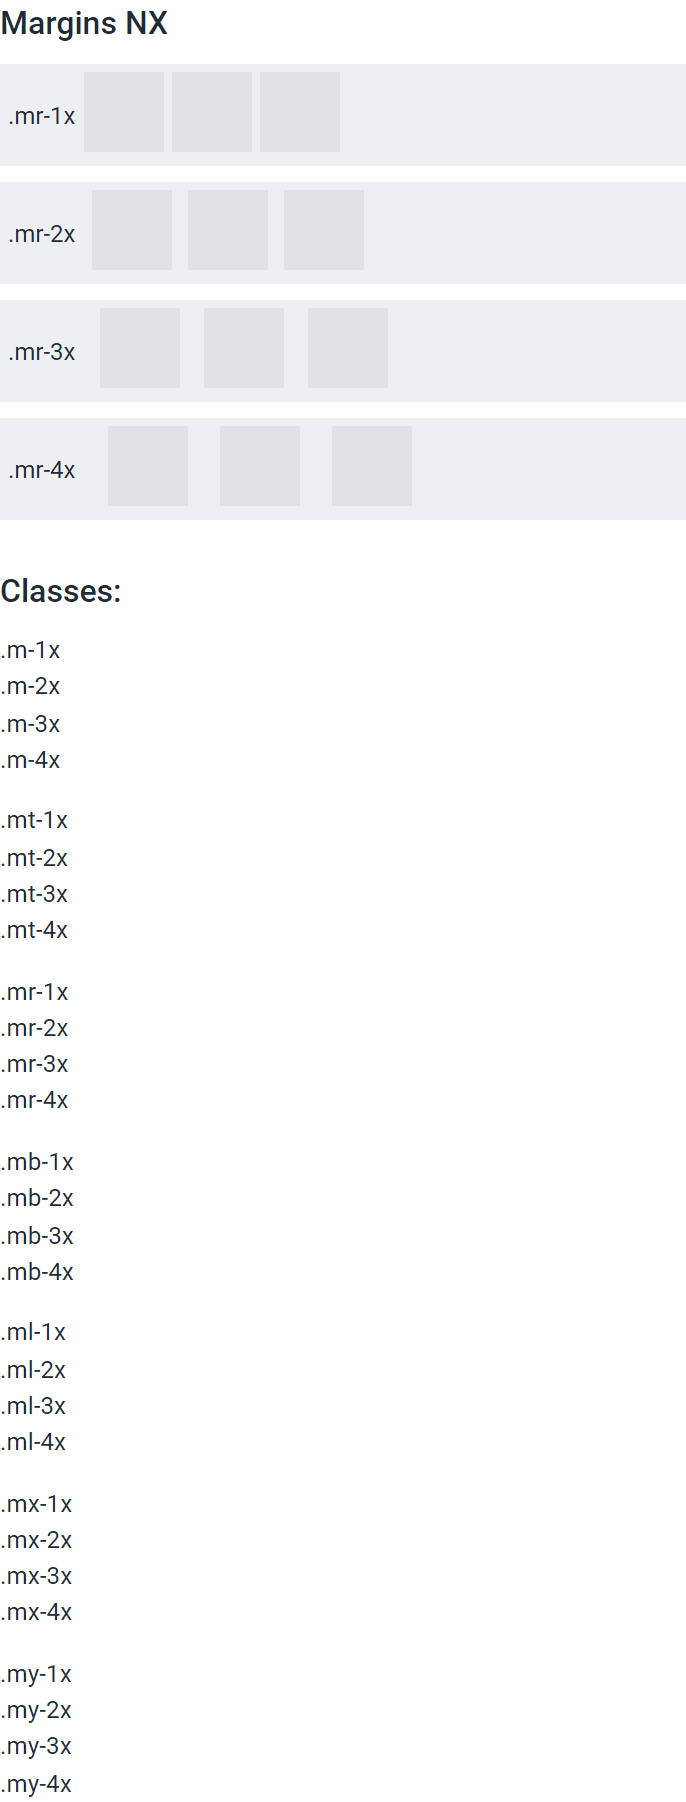 Margins NX
.mr-1x
.mr-2x
.mr-3x
.mr-4x
Classes:
.m-1x
.m-2x
.m-3x
.m-4x
.mt-1x
.mt-2x
.mt-3x
.mt-4x
.mr-1x
.mr-2x
.mr-3x
.mr-4x
.mb-1x
.mb-2x
.mb-3x
.mb-4x
.ml-1x
.ml-2x
.ml-3x
.ml-4x
.mx-1x
.mx-2x
.mx-3x
.mx-4x
.my-1x
.my-2x
.my-3x
.my-4x